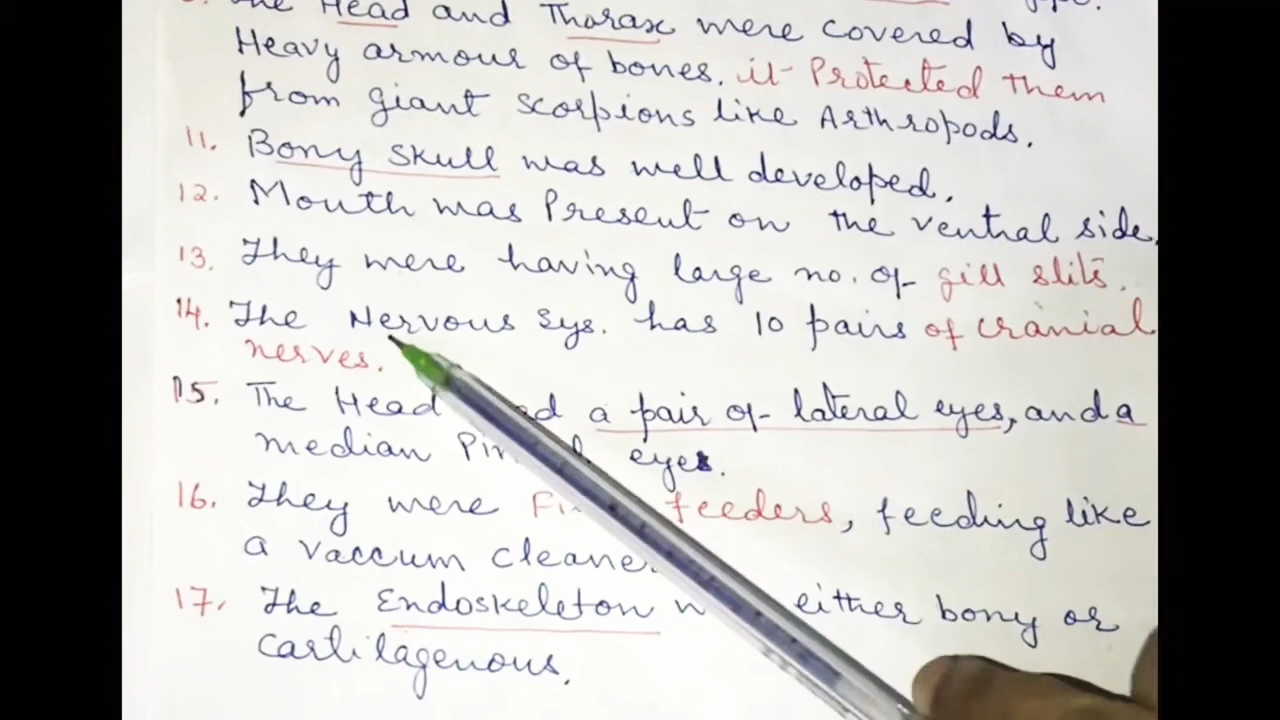 Head and Thorax were covered by
Heavy armour of bones. it Protected them
from giant scorpions like Arthropods.
11. Bony skull was well developed.
12. Mouth was Present on the ventral side.
13. They were having large no. of gill slits.
14. The Nervous Sys. has 10 pairs of cranial
nerves.
15. The Head a pair of lateral eyes, and a
median eyes.
16. They were feeders, feeding like
a vaccum cleaner
17. The Endoskeleton either bony or
cartilagenous.